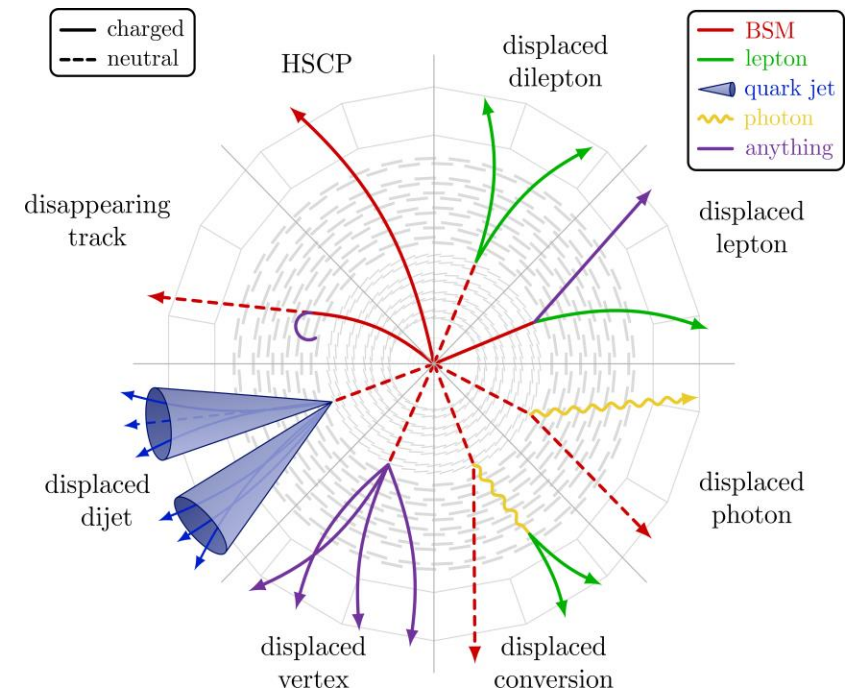 charged
neutral
HSCP
displaced
dilepton
BSM
lepton
quark jet
photon
anything
disappearing
track
displaced
lepton
displaced
dijet
displaced
photon
displaced
vertex
displaced
conversion